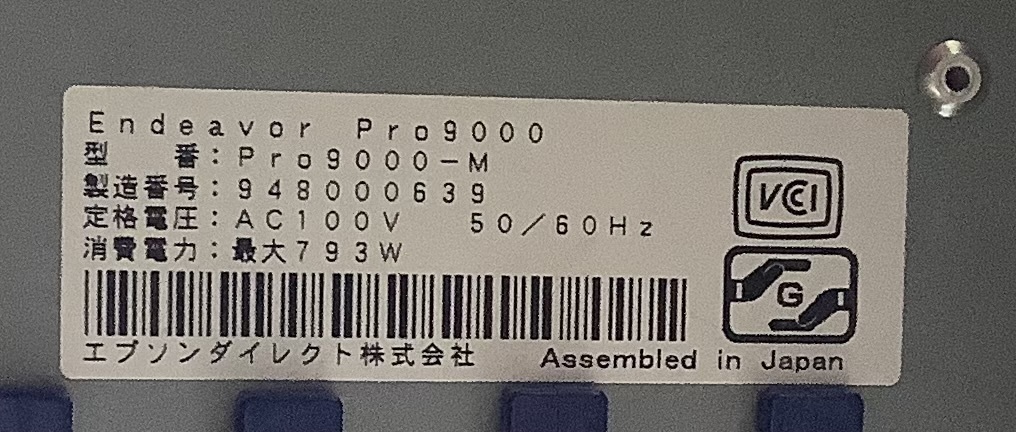 Endeavor Pro9000
型 番：Pro9000-M
製造番号：948000639
定格電圧：AC100V 50/60Hz
消費電力：最大793W
VCCI
G
エプソンダイレクト株式会社 Assembled in Japan